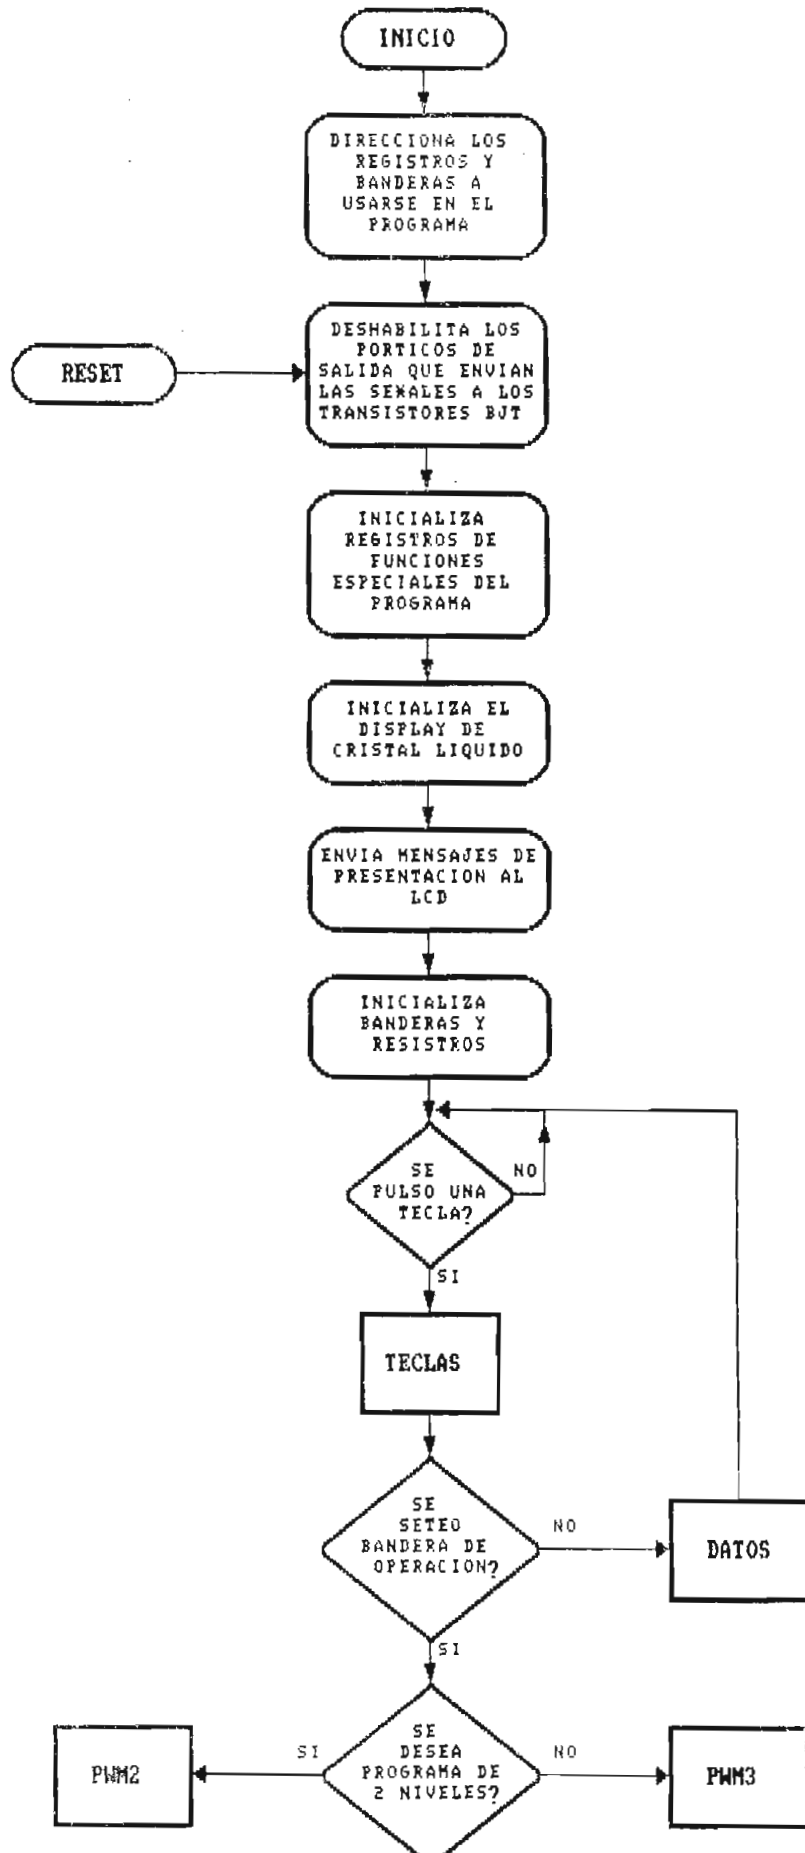 INICIO
DIRECCIONA LOS
REGISTROS Y
BANDERAS A
USARSE EN EL
PROGRAMA
DESHABILITA LOS
PORTICOS DE
SALIDA QUE ENVIAN
LAS SEÑALES A LOS
TRANSISTORES BJT
RESET
INICIALIZA
REGISTROS DE
FUNCIONES
ESPECIALES DEL
PROGRAMA
INICIALIZA EL
DISPLAY DE
CRISTAL LIQUIDO
ENVIA MENSAJES DE
PRESENTACION AL
LCD
INICIALIZA
BANDERAS Y
RESISTROS
SE
PULSO UNA
TECLA?
NO
SI
TECLAS
SE
SETEO
BANDERA DE
OPERACION?
NO
DATOS
SI
SE
DESEA
PROGRAMA DE
2 NIVELES?
SI
PWM2
NO
PWM3